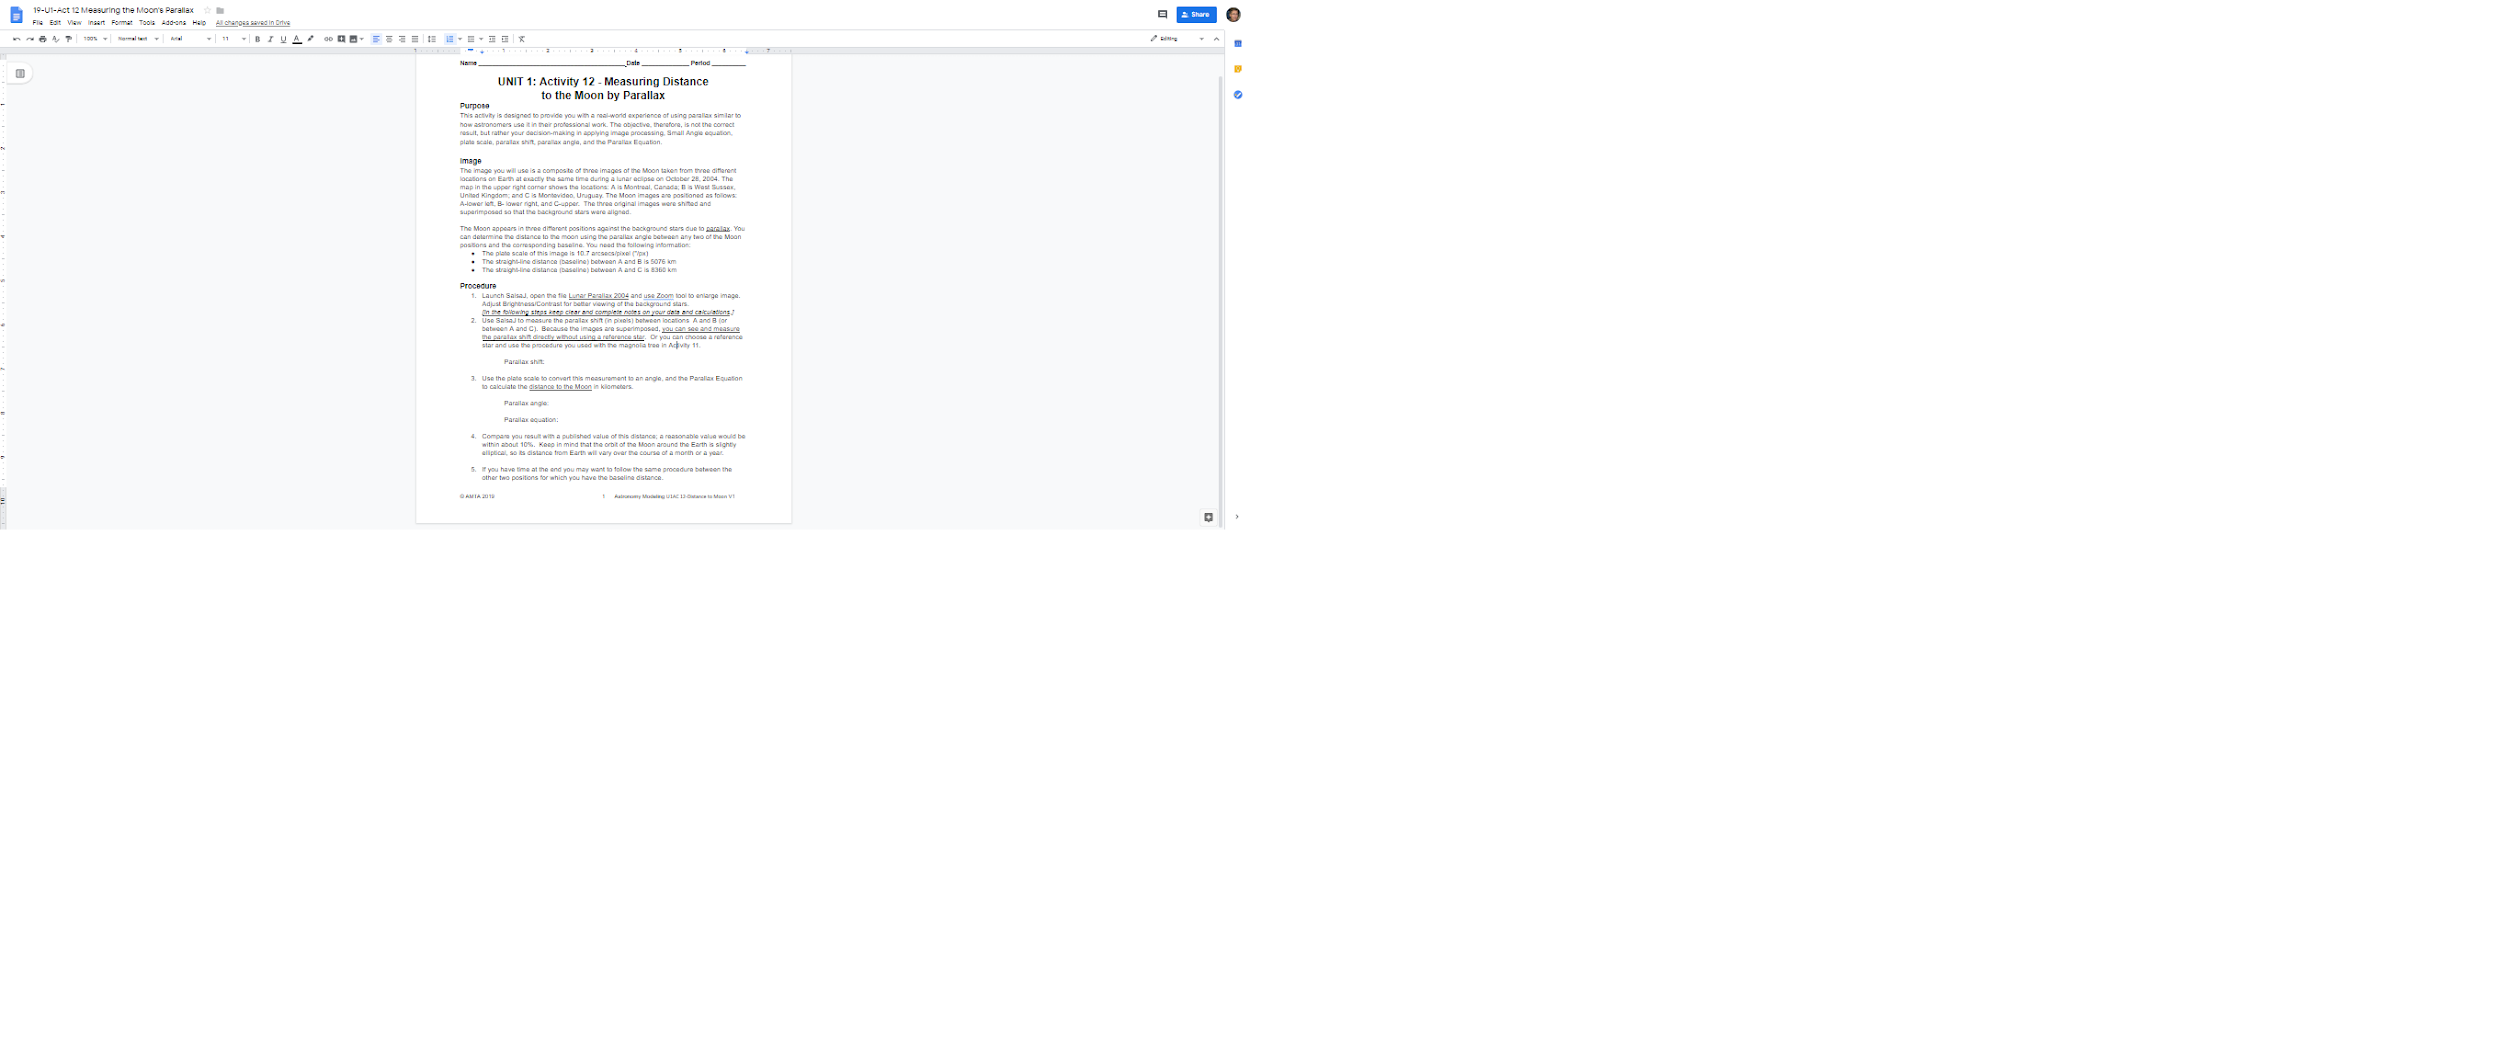 19-U1-Act 12 Measuring the Moon's Parallax
File Edit View Insert Format Tools Add-ons Help All changes saved in Drive
Share
100% Normal text Arial 11 B I U A Editing
Name Date Period
UNIT 1: Activity 12 - Measuring Distance
to the Moon by Parallax
Purpose
This activity is designed to provide you with a real-world experience of using parallax similar to
how astronomers use it in their professional work. The objective, therefore, is not the correct
result, but rather your decision-making in applying image processing, Small Angle equation,
plate scale, parallax shift, parallax angle, and the Parallax Equation.
Image
The image you will use is a composite of three images of the Moon taken from three different
locations on Earth at exactly the same time during a lunar eclipse on October 28, 2004. The
map in the upper right corner shows the locations: A is Montreal, Canada; B is West Sussex,
United Kingdom; and C is Montevideo, Uruguay. The Moon images are positioned as follows:
A-lower left, B- lower right, and C-upper. The three original images were shifted and
superimposed so that the background stars were aligned.
The Moon appears in three different positions against the background stars due to parallax. You
can determine the distance to the moon using the parallax angle between any two of the Moon
positions and the corresponding baseline. You need the following information:
● The plate scale of this image is 10.7 arcsecs/pixel ("/px)
● The straight-line distance (baseline) between A and B is 5076 km
● The straight-line distance (baseline) between A and C is 8360 km
Procedure
1. Launch SalsaJ, open the file Lunar Parallax 2004 and use Zoom tool to enlarge image.
Adjust Brightness/Contrast for better viewing of the background stars.
[In the following steps keep clear and complete notes on your data and calculations.]
2. Use SalsaJ to measure the parallax shift (in pixels) between locations A and B (or
between A and C). Because the images are superimposed, you can see and measure
the parallax shift directly without using a reference star. Or you can choose a reference
star and use the procedure you used with the magnolia tree in Activity 11.
Parallax shift:
3. Use the plate scale to convert this measurement to an angle, and the Parallax Equation
to calculate the distance to the Moon in kilometers.
Parallax angle:
Parallax equation:
4. Compare you result with a published value of this distance; a reasonable value would be
within about 10%. Keep in mind that the orbit of the Moon around the Earth is slightly
elliptical, so its distance from Earth will vary over the course of a month or a year.
5. If you have time at the end you may want to follow the same procedure between the
other two positions for which you have the baseline distance.
© AMTA 2019 1 Astronomy Modeling U1AC 12-Distance to Moon V1